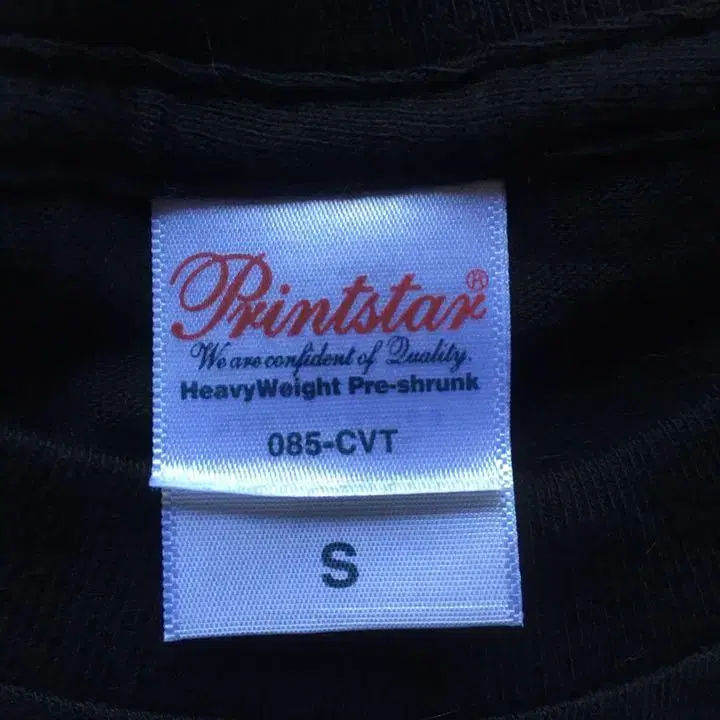 Printstar®
We are confident of Quality.
HeavyWeight Pre-shrunk
085-CVT
S